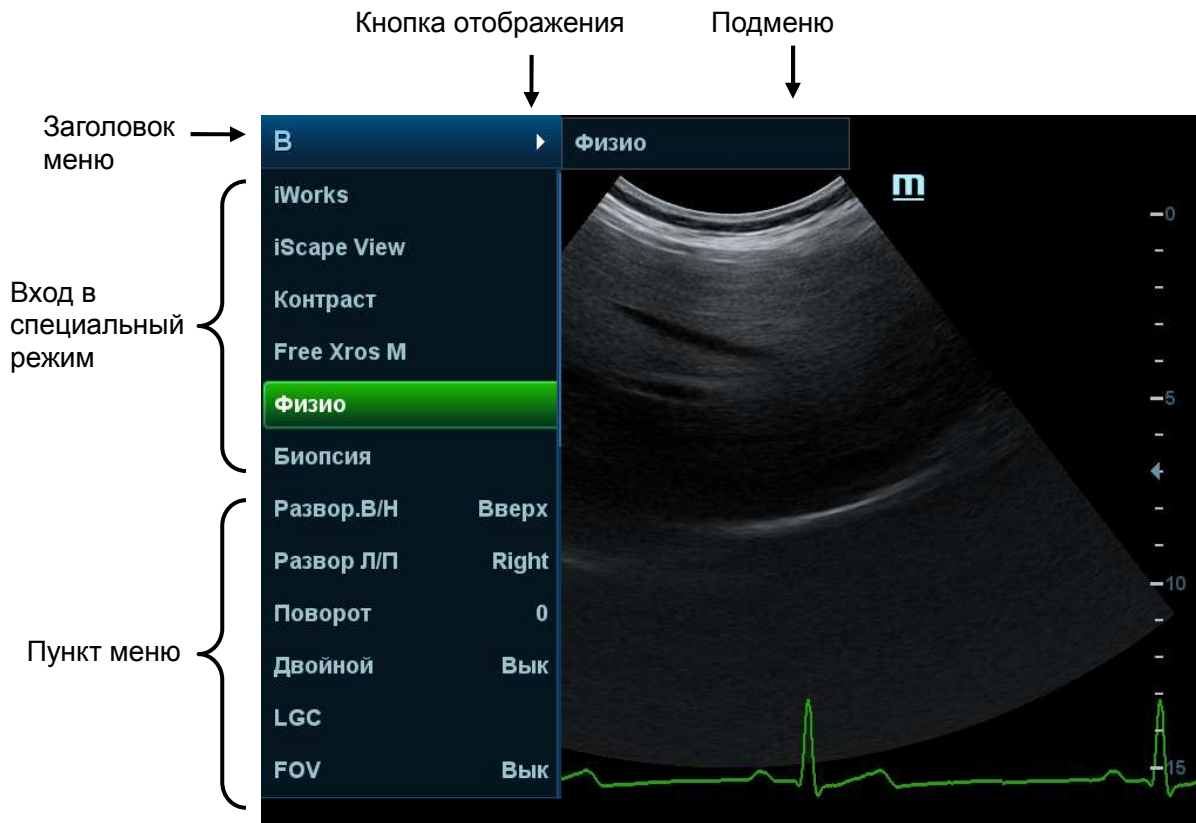 Кнопка отображения
Подменю
Заголовок
меню
B
Физио
m
iWorks
iScape View
Контраст
Free Xros M
Физио
Биопсия
Вход в
специальный
режим
Развор.В/Н Вверх
Развор Л/П Right
Поворот 0
Двойной Вык
LGC
FOV Вык
Пункт меню
0
5
10
15